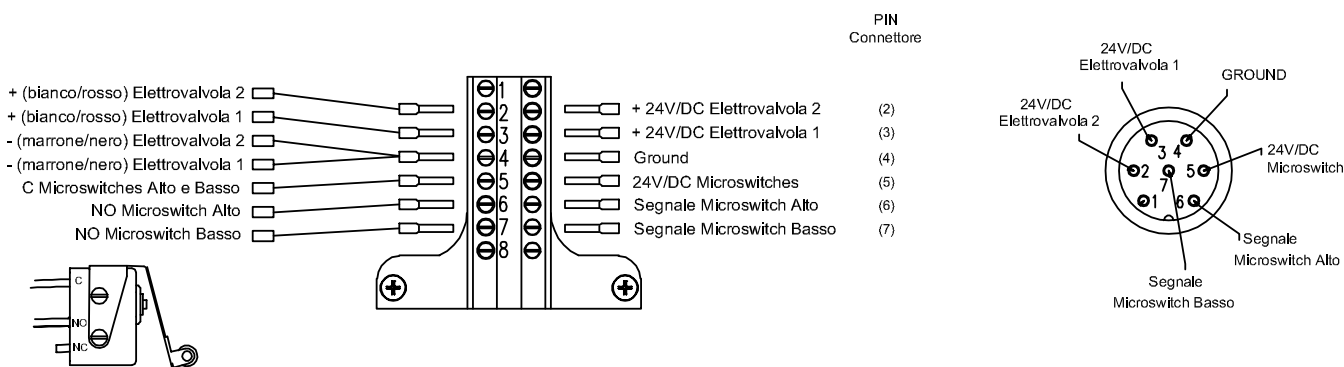 PIN
Connettore
+ (bianco/rosso) Elettrovalvola 2
+ (bianco/rosso) Elettrovalvola 1
- (marrone/nero) Elettrovalvola 2
- (marrone/nero) Elettrovalvola 1
C Microswitches Alto e Basso
NO Microswitch Alto
NO Microswitch Basso
1
2
3
4
5
6
7
8
+ 24V/DC Elettrovalvola 2 (2)
+ 24V/DC Elettrovalvola 1 (3)
Ground (4)
24V/DC Microswitches (5)
Segnale Microswitch Alto (6)
Segnale Microswitch Basso (7)
C
NO
NC
24V/DC
Elettrovalvola 1
GROUND
24V/DC
Elettrovalvola 2
24V/DC
Microswitch
3 4
2 7 5
1 6
Segnale
Microswitch Alto
Segnale
Microswitch Basso